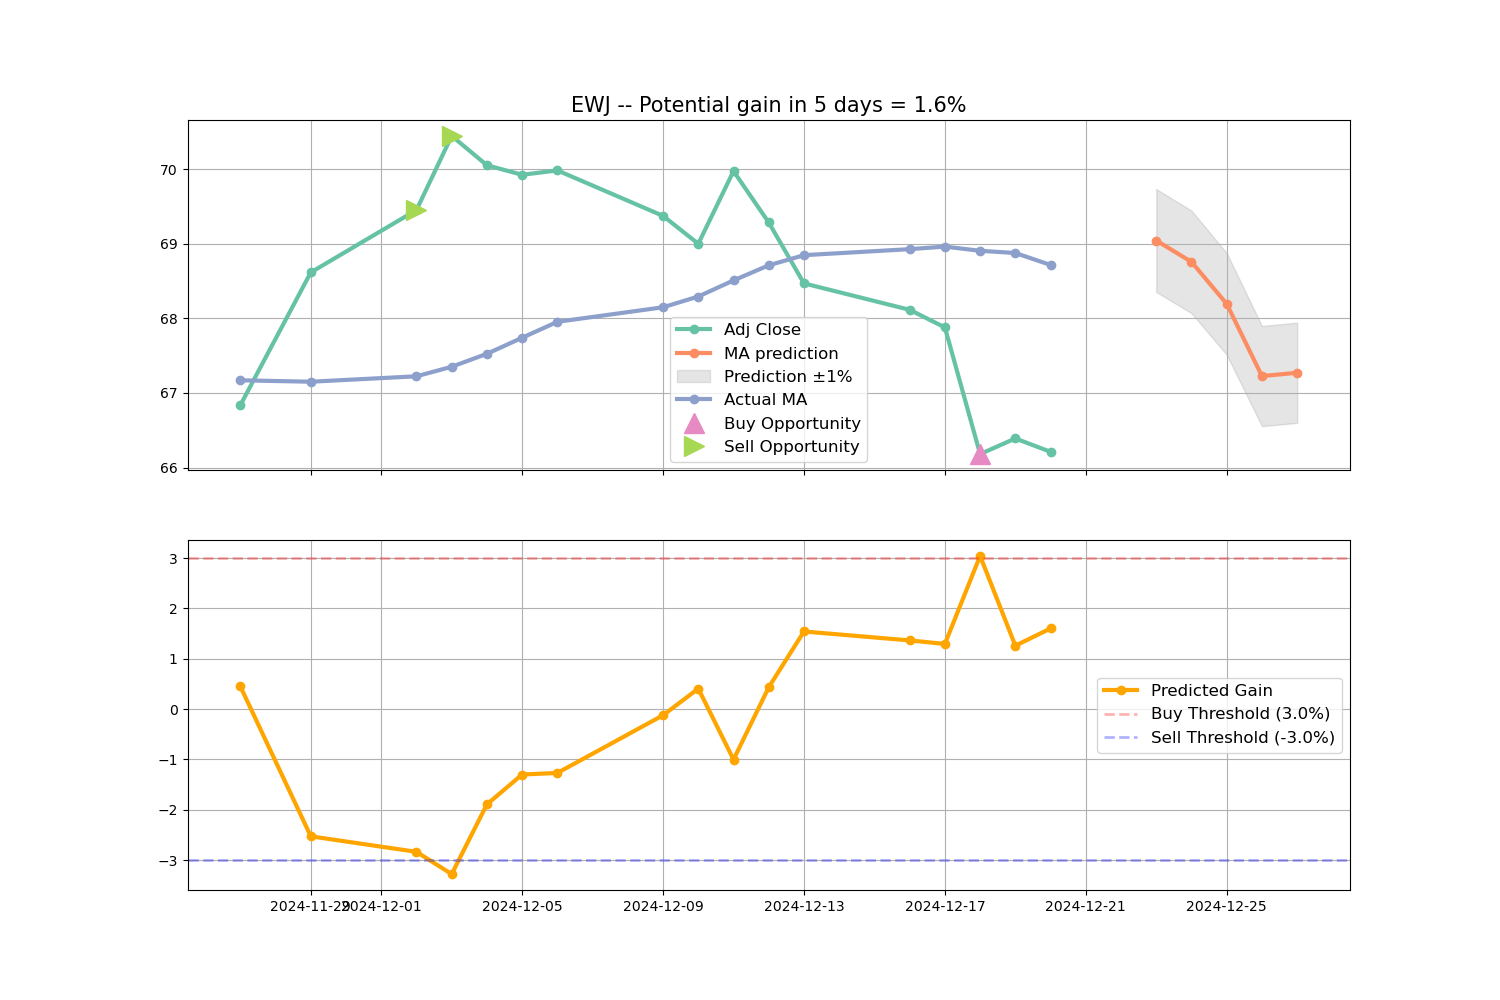 EWJ -- Potential gain in 5 days = 1.6%
70
69
68
67
66
Adj Close
MA prediction
Prediction ±1%
Actual MA
Buy Opportunity
Sell Opportunity
3
2
1
0
−1
−2
−3
Predicted Gain
Buy Threshold (3.0%)
Sell Threshold (-3.0%)
2024-11-29 2024-12-01 2024-12-05 2024-12-09 2024-12-13 2024-12-17 2024-12-21 2024-12-25